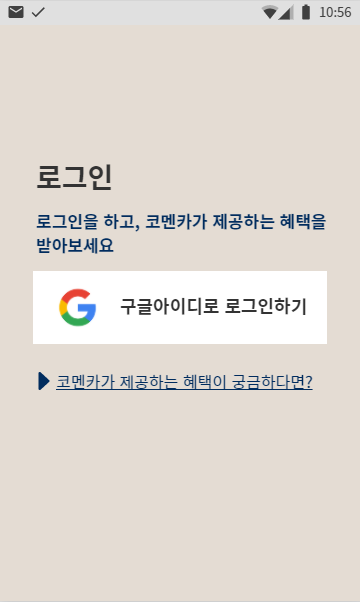 10:56
로그인
로그인을 하고, 코멘카가 제공하는 혜택을
받아보세요
구글아이디로 로그인하기
코멘카가 제공하는 혜택이 궁금하다면?